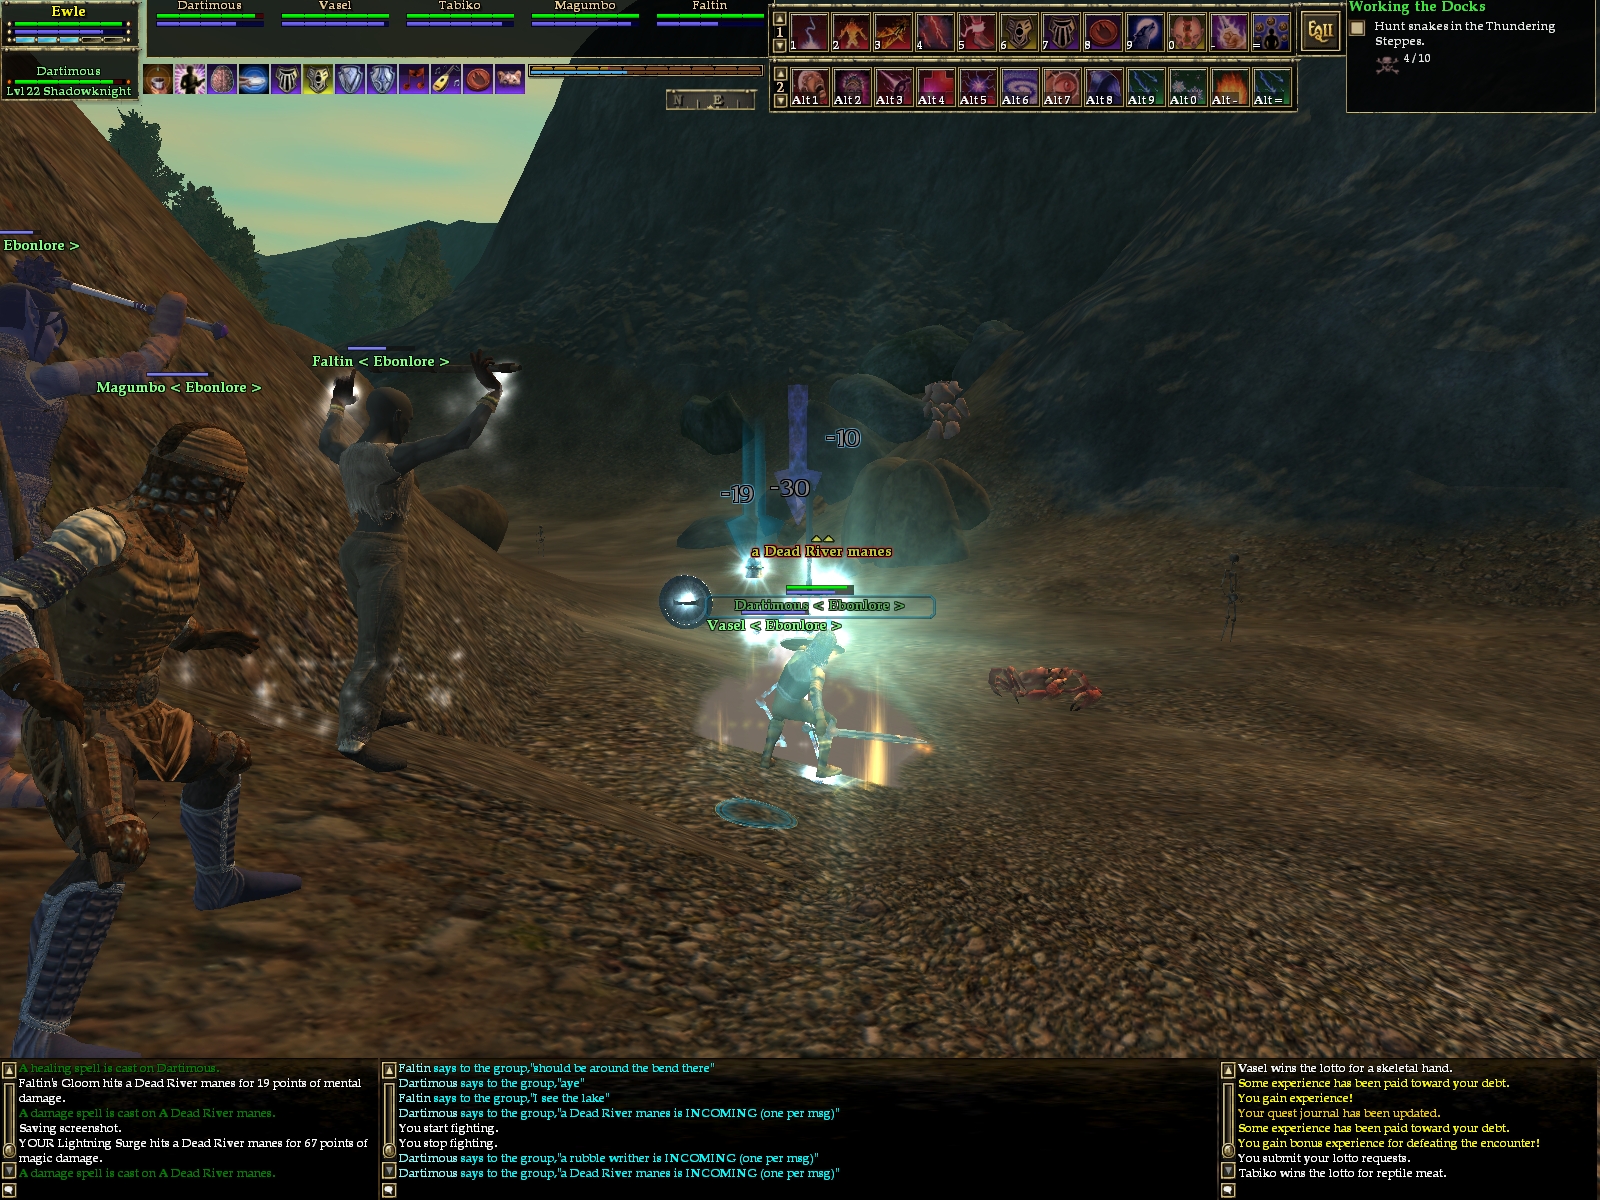 Ewle
Dartimous
Lvl 22 Shadowknight
Dartimous
Vasel
Tabiko
Magumbo
Faltin
N E
1
1 2 3 4 5 6 7 8 9 0 - =
2
Alt1 Alt2 Alt3 Alt4 Alt5 Alt6 Alt7 Alt8 Alt9 Alt0 Alt- Alt=
EQII
Working the Docks
Hunt snakes in the Thundering
Steppes.
4/10
Ebonlore >
Faltin < Ebonlore >
Magumbo < Ebonlore >
-10
-19
-30
a Dead River manes
Dartimous < Ebonlore >
Vasel < Ebonlore >
A healing spell is cast on Dartimous.
Faltin's Gloom hits a Dead River manes for 19 points of mental
damage.
A damage spell is cast on A Dead River manes.
Saving screenshot.
YOUR Lightning Surge hits a Dead River manes for 67 points of
magic damage.
A damage spell is cast on A Dead River manes.
Faltin says to the group,"should be around the bend there"
Dartimous says to the group,"aye"
Faltin says to the group,"I see the lake"
Dartimous says to the group,"a Dead River manes is INCOMING (one per msg)"
You start fighting.
You stop fighting.
Dartimous says to the group,"a rubble writher is INCOMING (one per msg)"
Dartimous says to the group,"a Dead River manes is INCOMING (one per msg)"
Vasel wins the lotto for a skeletal hand.
Some experience has been paid toward your debt.
You gain experience!
Your quest journal has been updated.
Some experience has been paid toward your debt.
You gain bonus experience for defeating the encounter!
You submit your lotto requests.
Tabiko wins the lotto for reptile meat.